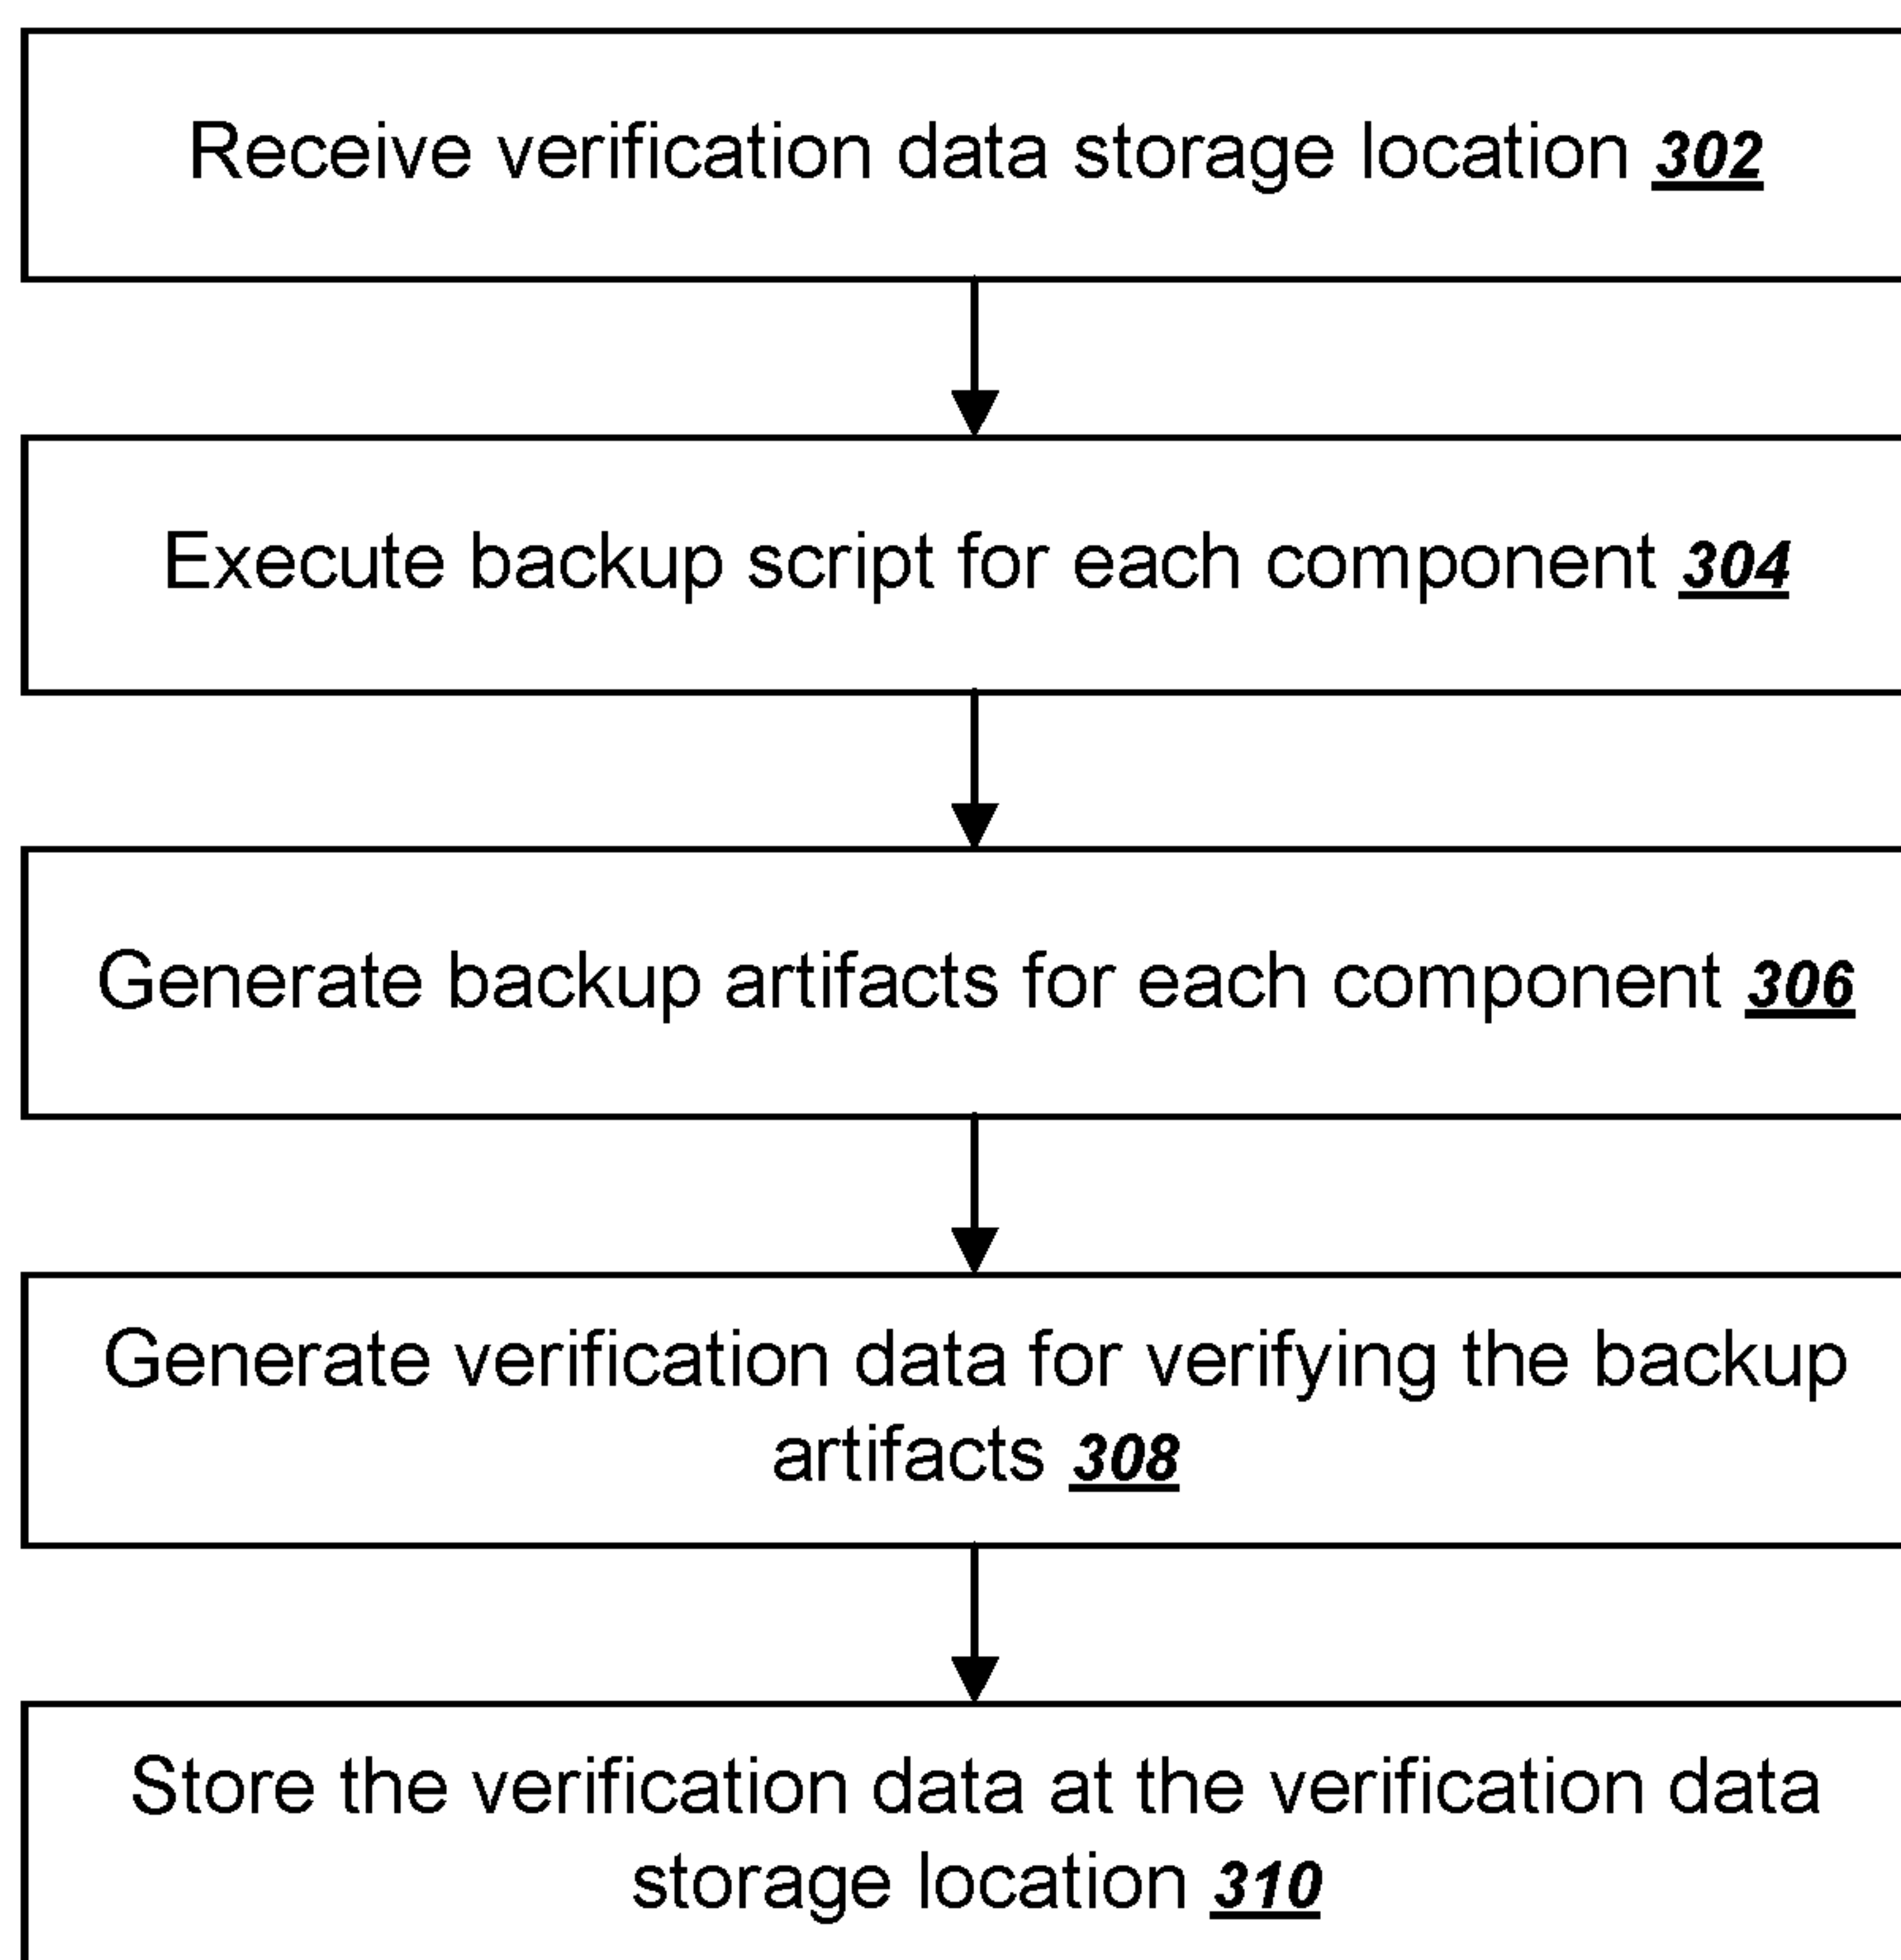 Receive verification data storage location 302
Execute backup script for each component 304
Generate backup artifacts for each component 306
Generate verification data for verifying the backup
artifacts 308
Store the verification data at the verification data
storage location 310